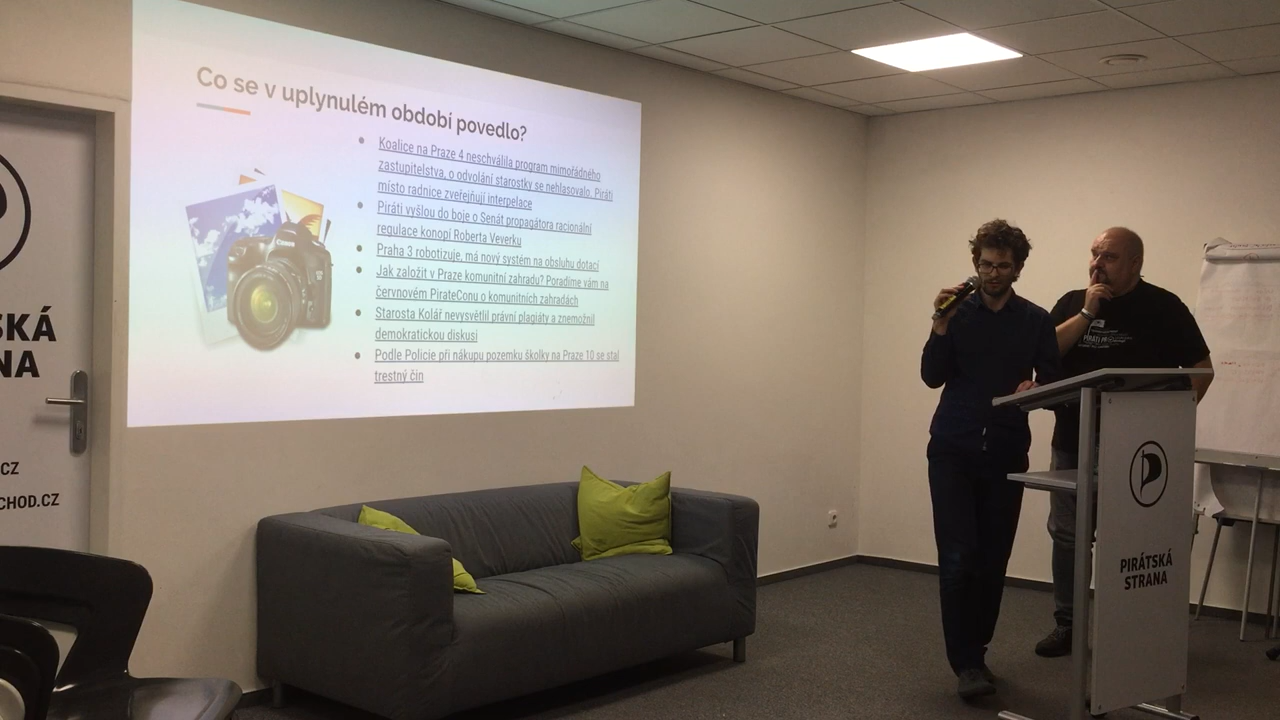 Co se v uplynulém období povedlo?
Koalice na Praze 4 neschválila program mimořádného
zastupitelstva, o odvolání starostky se nehlasovalo. Piráti
místo radnice zveřejňují interpelace
Piráti vyšlou do boje o Senát propagátora racionální
regulace konopí Roberta Veverku
Praha 3 robotizuje, má nový systém na obsluhu dotací
Jak založit v Praze komunitní zahradu? Poradíme vám na
červnovém PirateConu o komunitních zahradách
Starosta Kolář nevysvětlil právní plagiáty a znemožnil
demokratickou diskusi
Podle Policie při nákupu pozemku školky na Praze 10 se stal
trestný čin
SKÁ
NA
.CZ
CHOD.CZ
PIRÁTSKÁ
STRANA